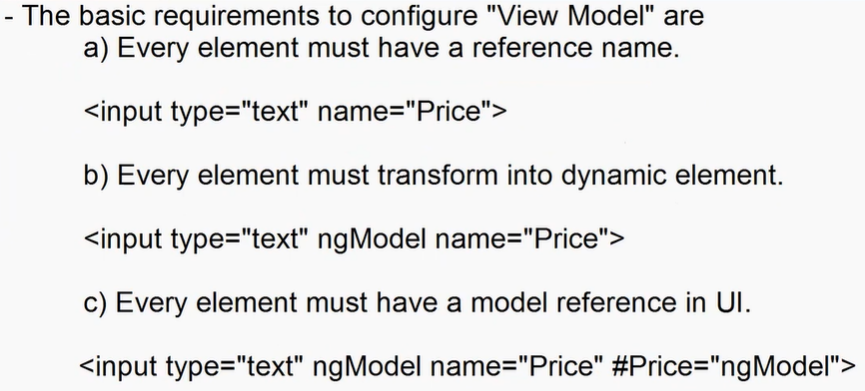 - The basic requirements to configure "View Model" are
a) Every element must have a reference name.
<input type="text" name="Price">
b) Every element must transform into dynamic element.
<input type="text" ngModel name="Price">
c) Every element must have a model reference in UI.
<input type="text" ngModel name="Price" #Price="ngModel">